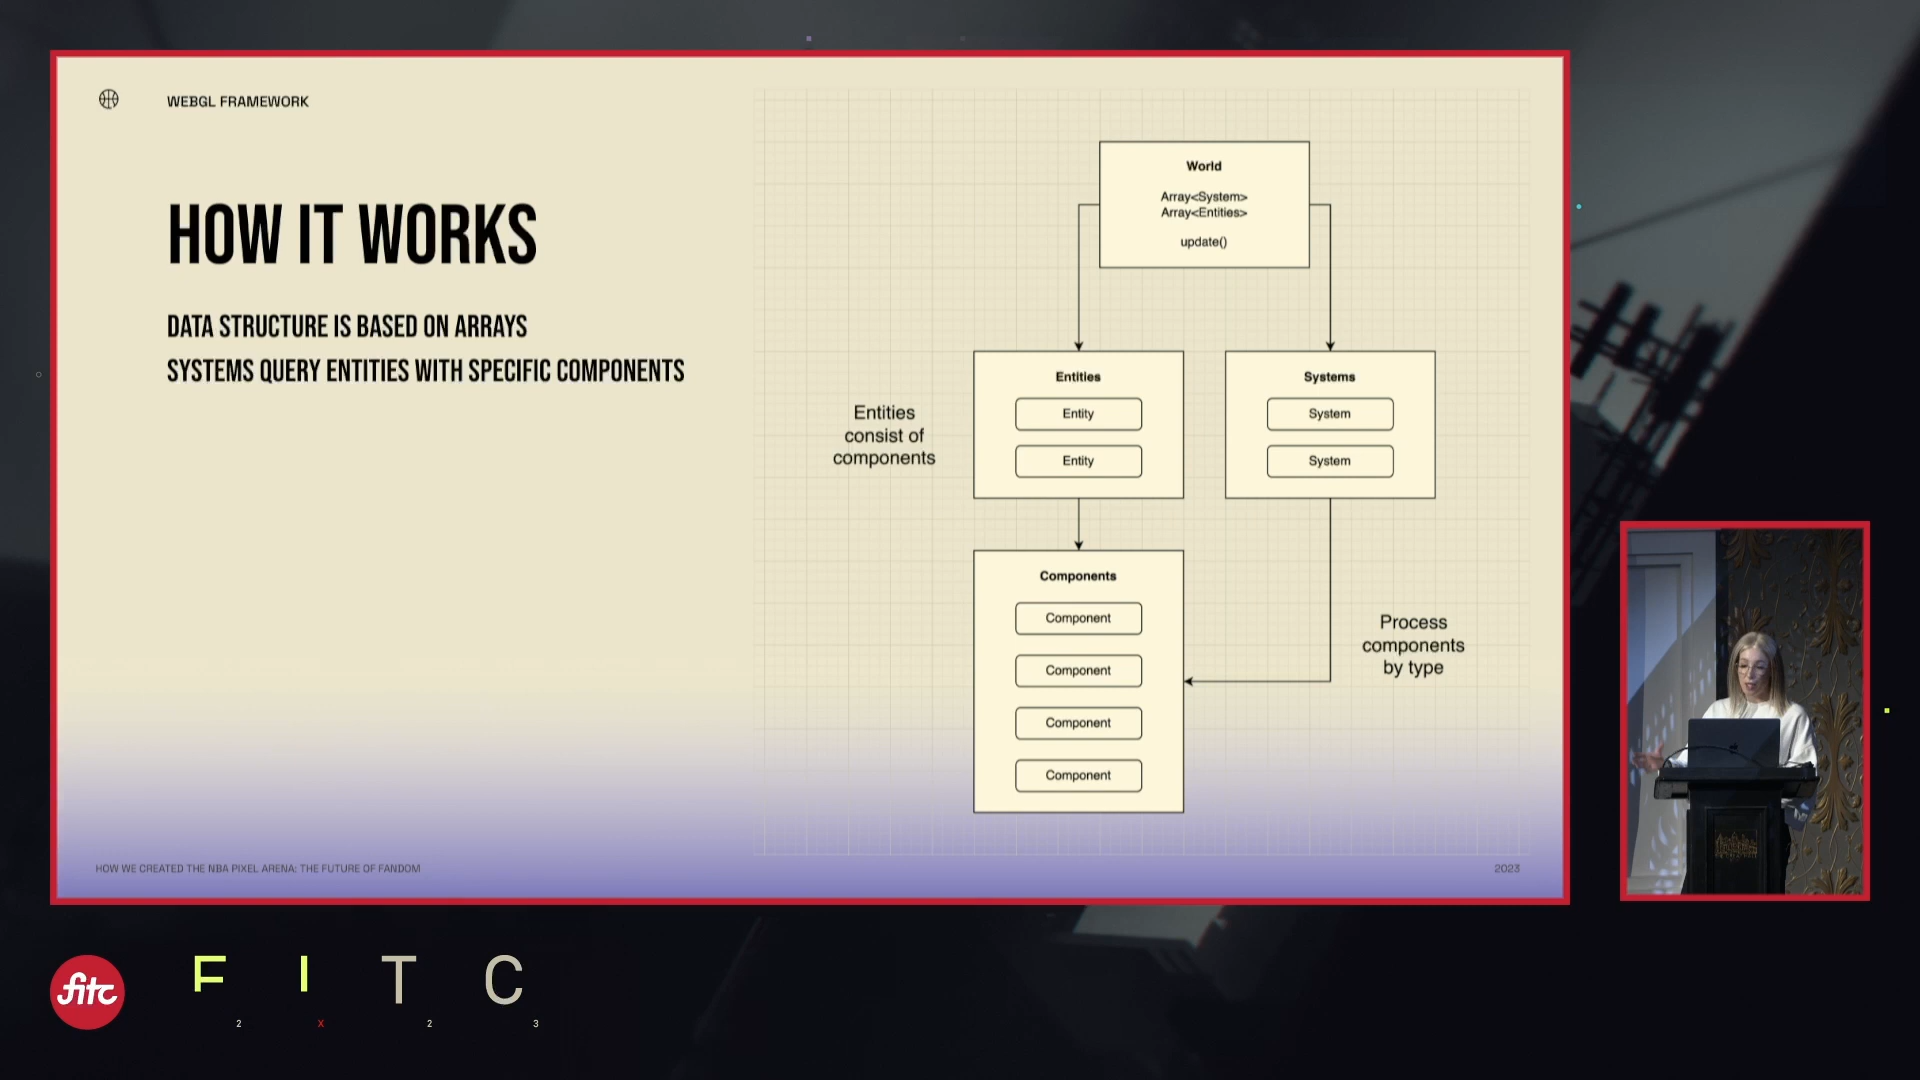 WEBGL FRAMEWORK
HOW IT WORKS
DATA STRUCTURE IS BASED ON ARRAYS
SYSTEMS QUERY ENTITIES WITH SPECIFIC COMPONENTS
World
Array<System>
Array<Entities>
update()
Entities
Entity
Entity
Systems
System
System
Entities
consist of
components
Components
Component
Component
Component
Component
Process
components
by type
HOW WE CREATED THE NBA PIXEL ARENA: THE FUTURE OF FANDOM
2023
fitc
F I T C
2 X 2 3